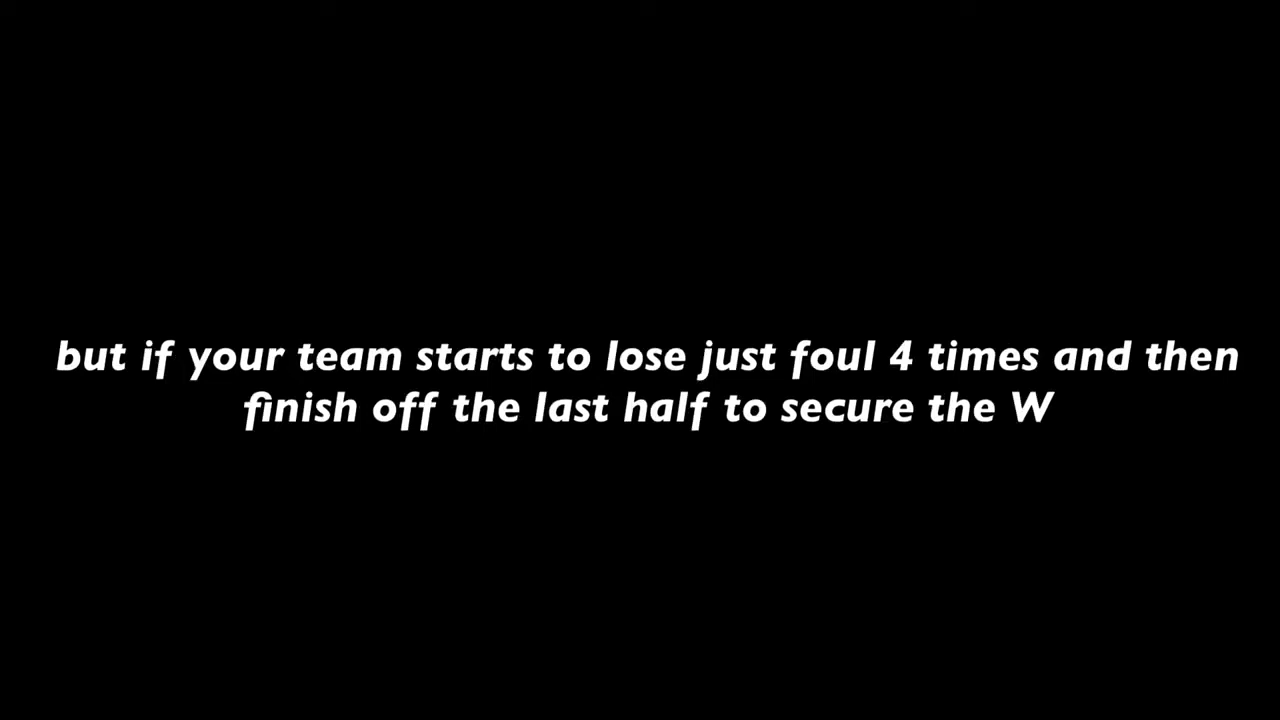 but if your team starts to lose just foul 4 times and then
finish off the last half to secure the W